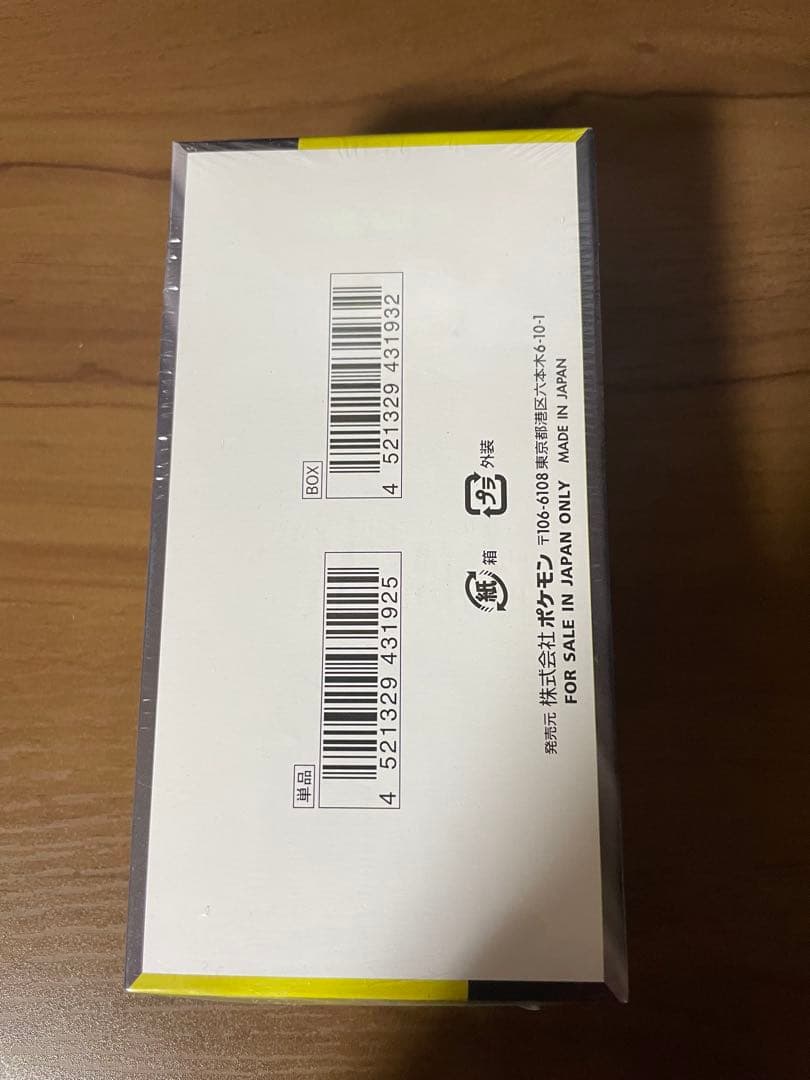 単品
4 521329 431925
BOX
4 521329 431932
紙 箱
プラ 外装
発売元 株式会社 ポケモン 〒106-6108 東京都港区六本木6-10-1
FOR SALE IN JAPAN ONLY MADE IN JAPAN